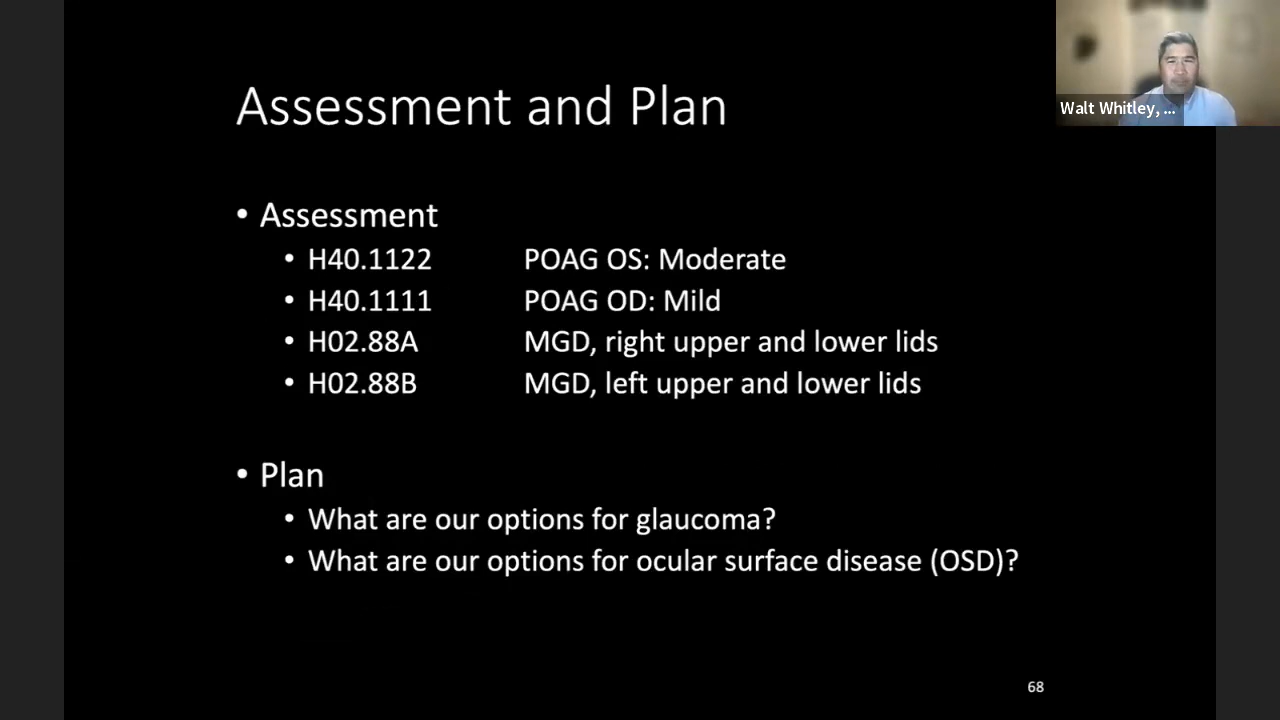 Walt Whitley, ...
Assessment and Plan
• Assessment
• H40.1122 POAG OS: Moderate
• H40.1111 POAG OD: Mild
• H02.88A MGD, right upper and lower lids
• H02.88B MGD, left upper and lower lids
• Plan
• What are our options for glaucoma?
• What are our options for ocular surface disease (OSD)?
68